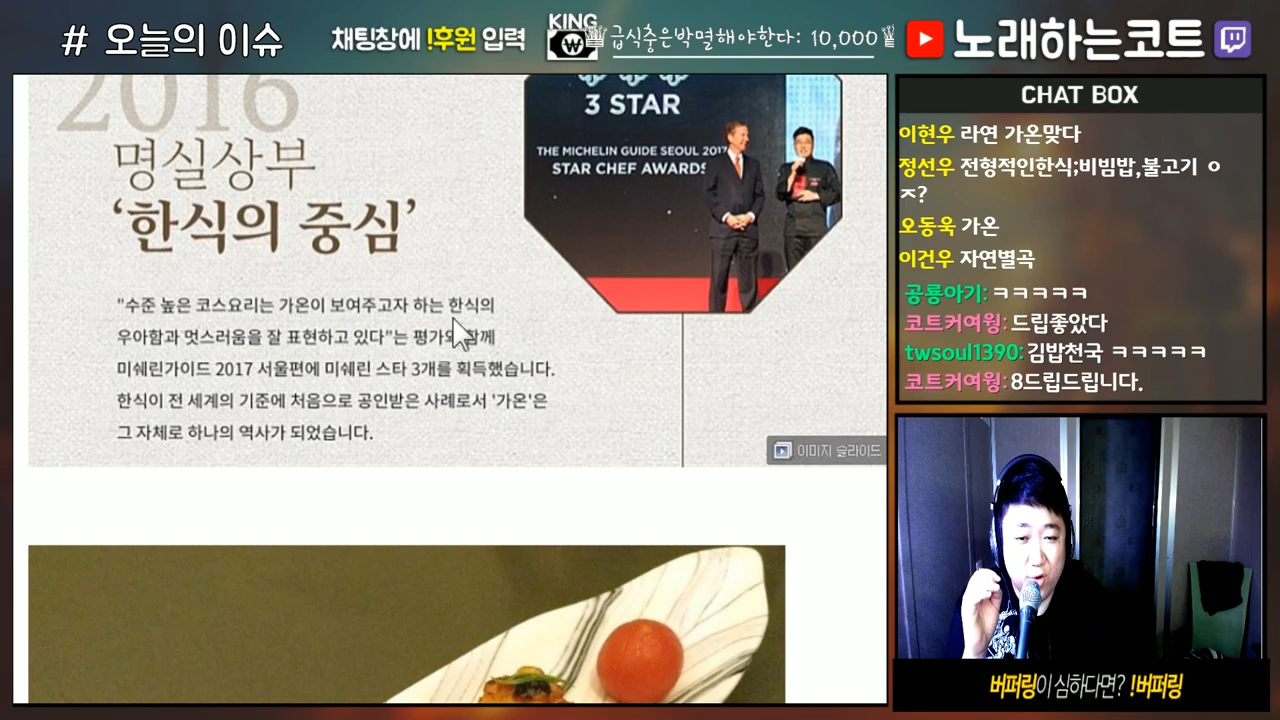 # 오늘의 이슈
채팅창에 !후원 입력
KING
₩
급식충은박멸해야한다: 10,000
노래하는코트
2016
명실상부
‘한식의 중심’
"수준 높은 코스요리는 가온이 보여주고자 하는 한식의
우아함과 멋스러움을 잘 표현하고 있다"는 평가와 함께
미쉐린가이드 2017 서울편에 미쉐린 스타 3개를 획득했습니다.
한식이 전 세계의 기준에 처음으로 공인받은 사례로서 '가온'은
그 자체로 하나의 역사가 되었습니다.
3 STAR
THE MICHELIN GUIDE SEOUL 2017
STAR CHEF AWARDS
이미지 슬라이드
CHAT BOX
이현우 라연 가온맞다
정선우 전형적인한식;비빔밥,불고기 ㅇ
ㅈ?
오동욱 가온
이건우 자연별곡
공룡아기: ㅋㅋㅋㅋㅋ
코트커여웡: 드립좋았다
twsoul1390: 김밥천국 ㅋㅋㅋㅋㅋ
코트커여웡: 8드립드립니다.
버퍼링이 심하다면? !버퍼링